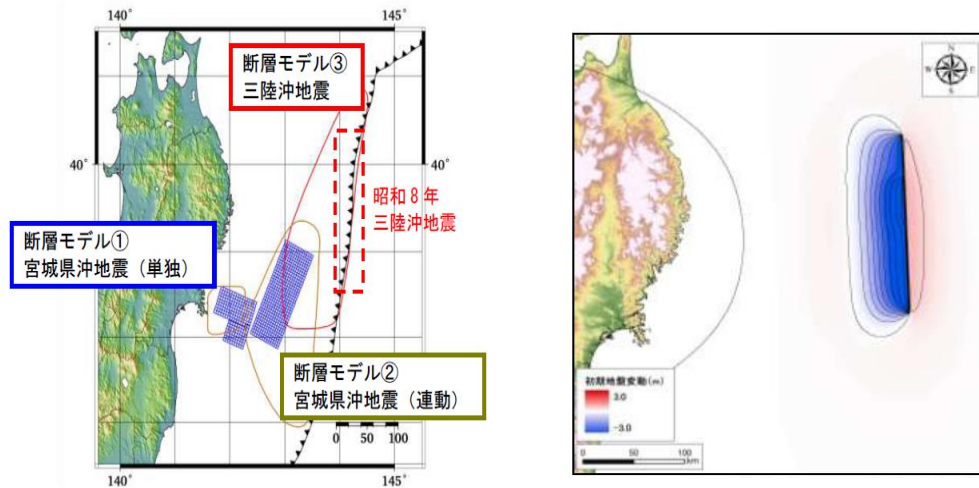 140°
145°
断層モデル③
三陸沖地震
40°
40°
昭和8年
三陸沖地震
断層モデル①
宮城県沖地震（単独）
断層モデル②
宮城県沖地震（連動）
0 50 100
140°
145°
N
W E
S
初期地盤変動(m)
3.0
-3.0
0 50 100
km